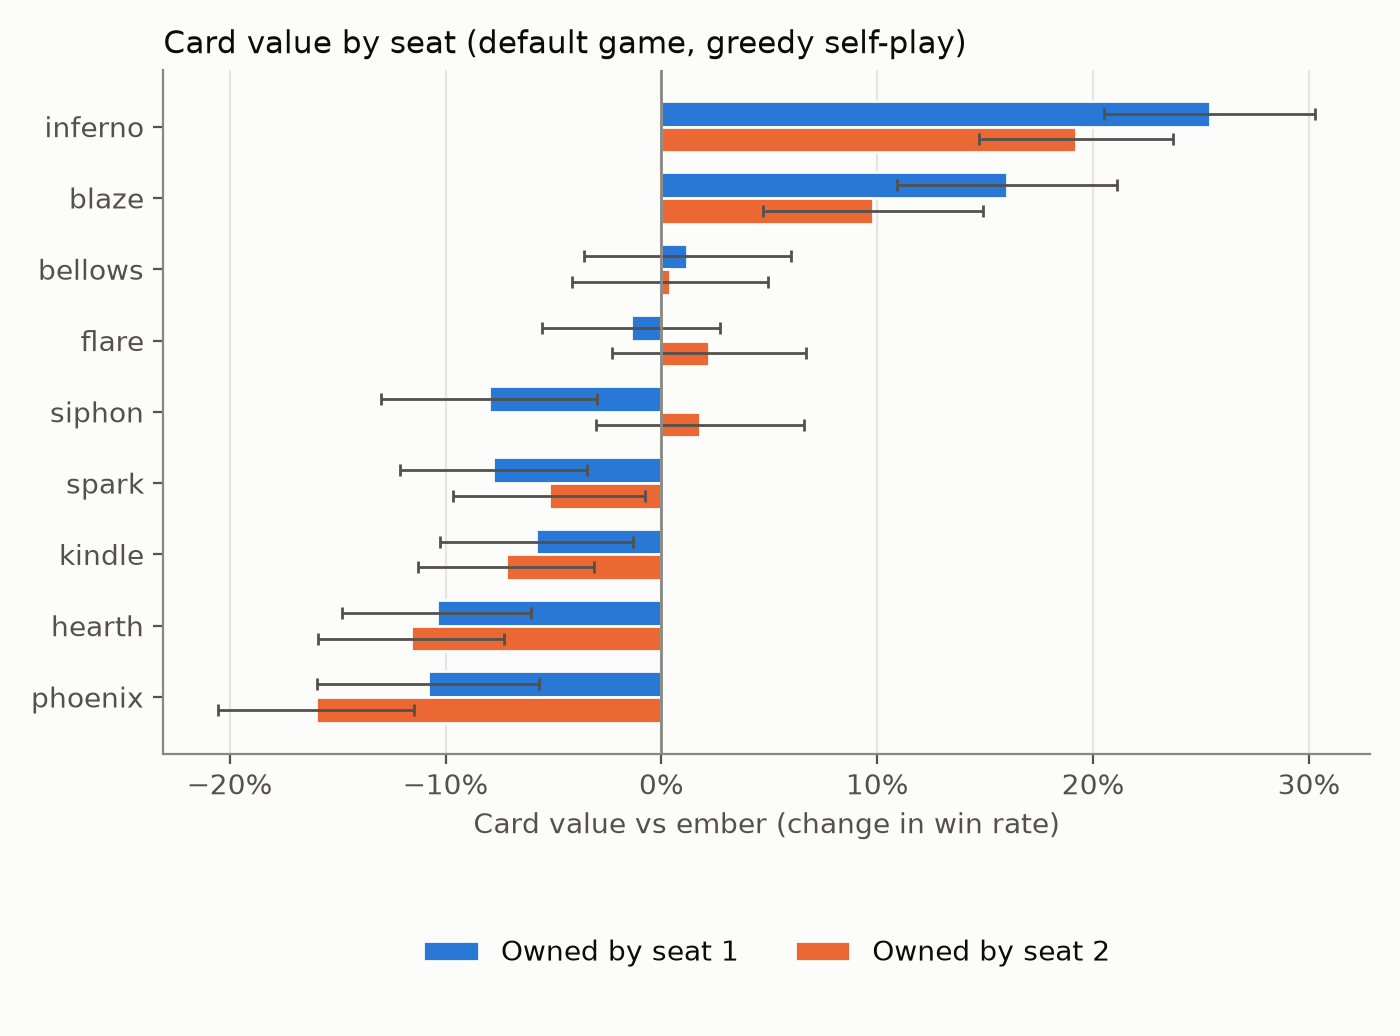 Card value by seat (default game, greedy self-play)
inferno
blaze
bellows
flare
siphon
spark
kindle
hearth
phoenix
−20% −10% 0% 10% 20% 30%
Card value vs ember (change in win rate)
Owned by seat 1 Owned by seat 2